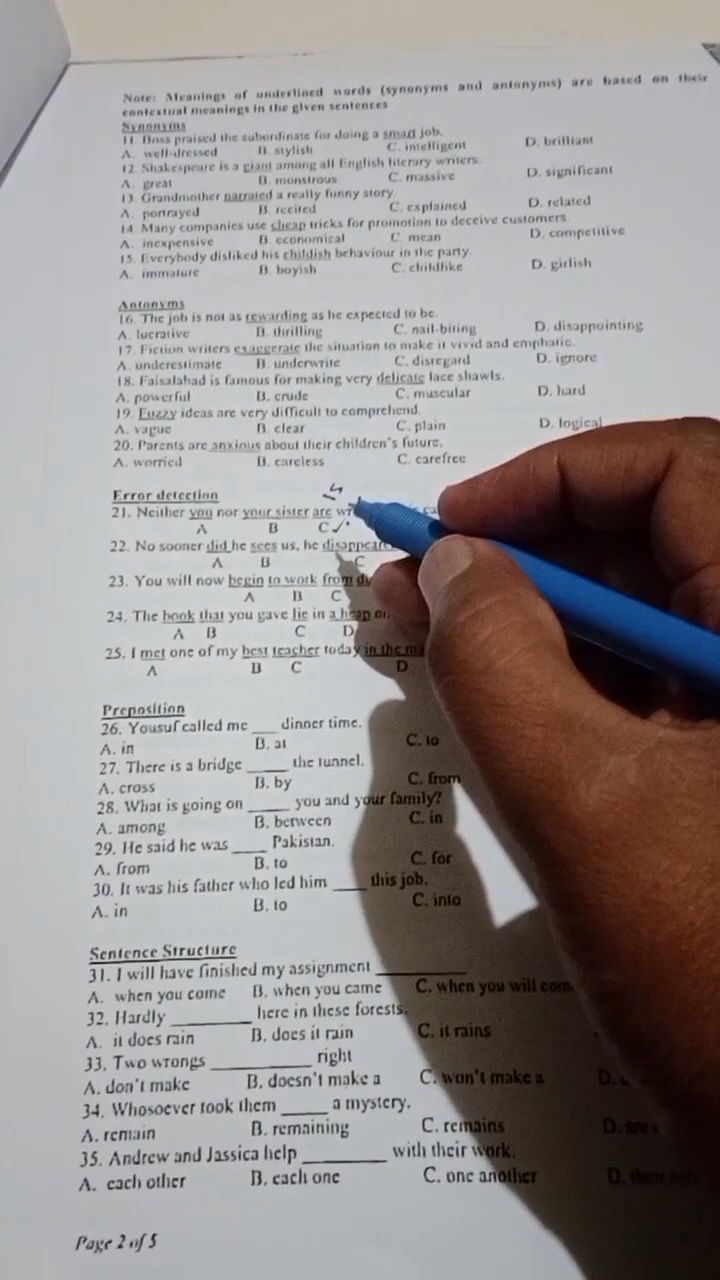 Note: Meanings of underlined words (synonyms and antonyms) are based on their
contextual meanings in the given sentences
Synonyms
11. Boss praised the subordinate for doing a smart job.
A. well-dressed B. stylish C. intelligent D. brilliant
12. Shakespeare is a giant among all English literary writers.
A. great B. monstrous C. massive D. significant
13. Grandmother narrated a really funny story.
A. portrayed B. recited C. explained D. related
14. Many companies use cheap tricks for promotion to deceive customers.
A. inexpensive B. economical C. mean D. competitive
15. Everybody disliked his childish behaviour in the party.
A. immature B. boyish C. childlike D. girlish
Antonyms
16. The job is not as rewarding as he expected to be.
A. lucrative B. thrilling C. nail-biting D. disappointing
17. Fiction writers exaggerate the situation to make it vivid and emphatic.
A. underestimate B. underwrite C. disregard D. ignore
18. Faisalabad is famous for making very delicate lace shawls.
A. powerful B. crude C. muscular D. hard
19. Fuzzy ideas are very difficult to comprehend.
A. vague B. clear C. plain D. logical
20. Parents are anxious about their children's future.
A. worried B. careless C. carefree
Error detection
21. Neither you nor your sister are
A B C
22. No sooner did he sees us, he
A B C
23. You will now begin to work from
A B C
24. The book that you gave lie in a heap
A B C D
25. I met one of my best teacher today in the
A B C D
Preposition
26. Yousuf called me ___ dinner time.
A. in B. at C. to
27. There is a bridge _____ the tunnel.
A. cross B. by C. from
28. What is going on _____ you and your family?
A. among B. between C. in
29. He said he was ____ Pakistan.
A. from B. to C. for
30. It was his father who led him ____ this job.
A. in B. to C. into
Sentence Structure
31. I will have finished my assignment __________
A. when you come B. when you came C. when you will
32. Hardly _________ here in these forests.
A. it does rain B. does it rain C. it rains
33. Two wrongs ___________ right
A. don't make B. doesn't make a C. won't make a D.
34. Whosoever took them _____ a mystery.
A. remain B. remaining C. remains D.
35. Andrew and Jassica help _________ with their work.
A. each other B. each one C. one another D.
Page 2 of 5